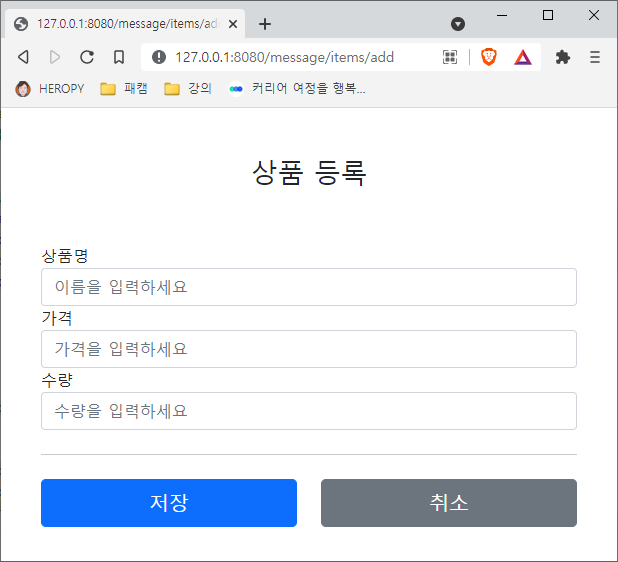 127.0.0.1:8080/message/items/add
127.0.0.1:8080/message/items/add
HEROPY 패캠 강의 커리어 여정을 행복...
상품 등록
상품명
이름을 입력하세요
가격
가격을 입력하세요
수량
수량을 입력하세요
저장 취소